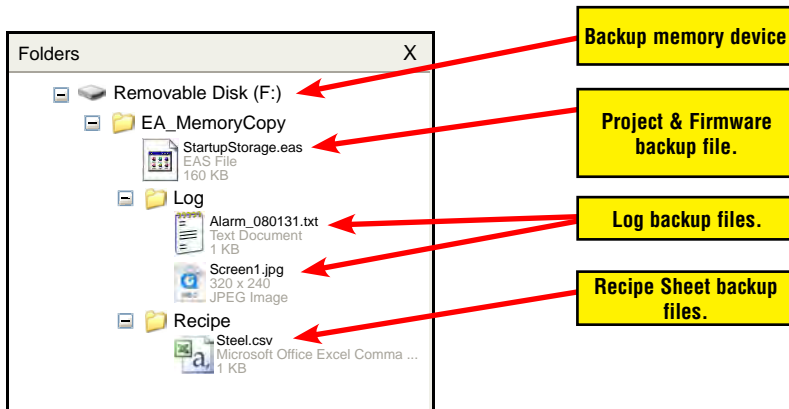 Folders X
Removable Disk (F:)
EA_MemoryCopy
StartupStorage.eas
EAS File
160 KB
Log
Alarm_080131.txt
Text Document
1 KB
Screen1.jpg
320 x 240
JPEG Image
Recipe
Steel.csv
Microsoft Office Excel Comma ...
1 KB
Backup memory device
Project & Firmware
backup file.
Log backup files.
Recipe Sheet backup
files.